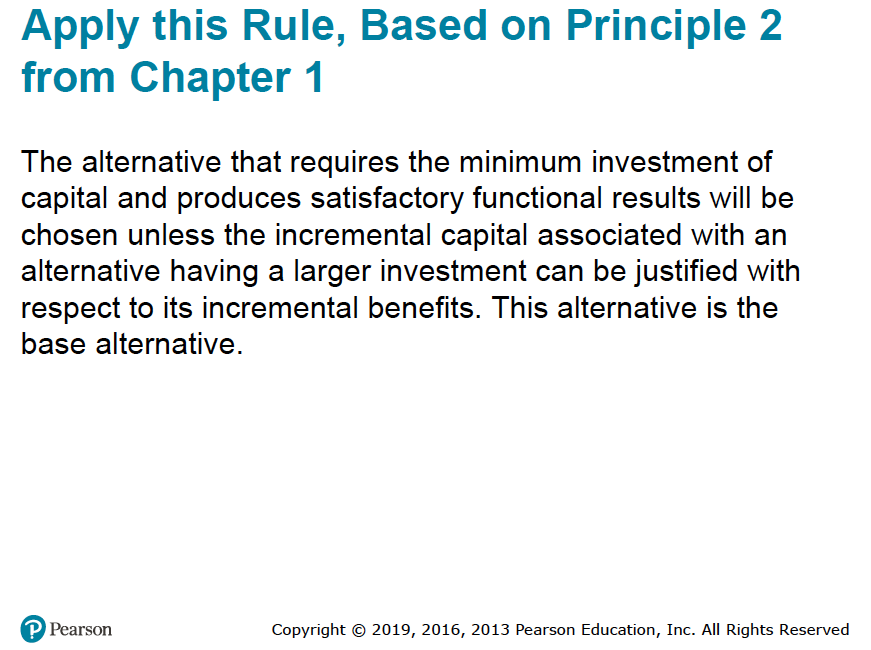 Apply this Rule, Based on Principle 2
from Chapter 1
The alternative that requires the minimum investment of
capital and produces satisfactory functional results will be
chosen unless the incremental capital associated with an
alternative having a larger investment can be justified with
respect to its incremental benefits. This alternative is the
base alternative.
Pearson
Copyright © 2019, 2016, 2013 Pearson Education, Inc. All Rights Reserved